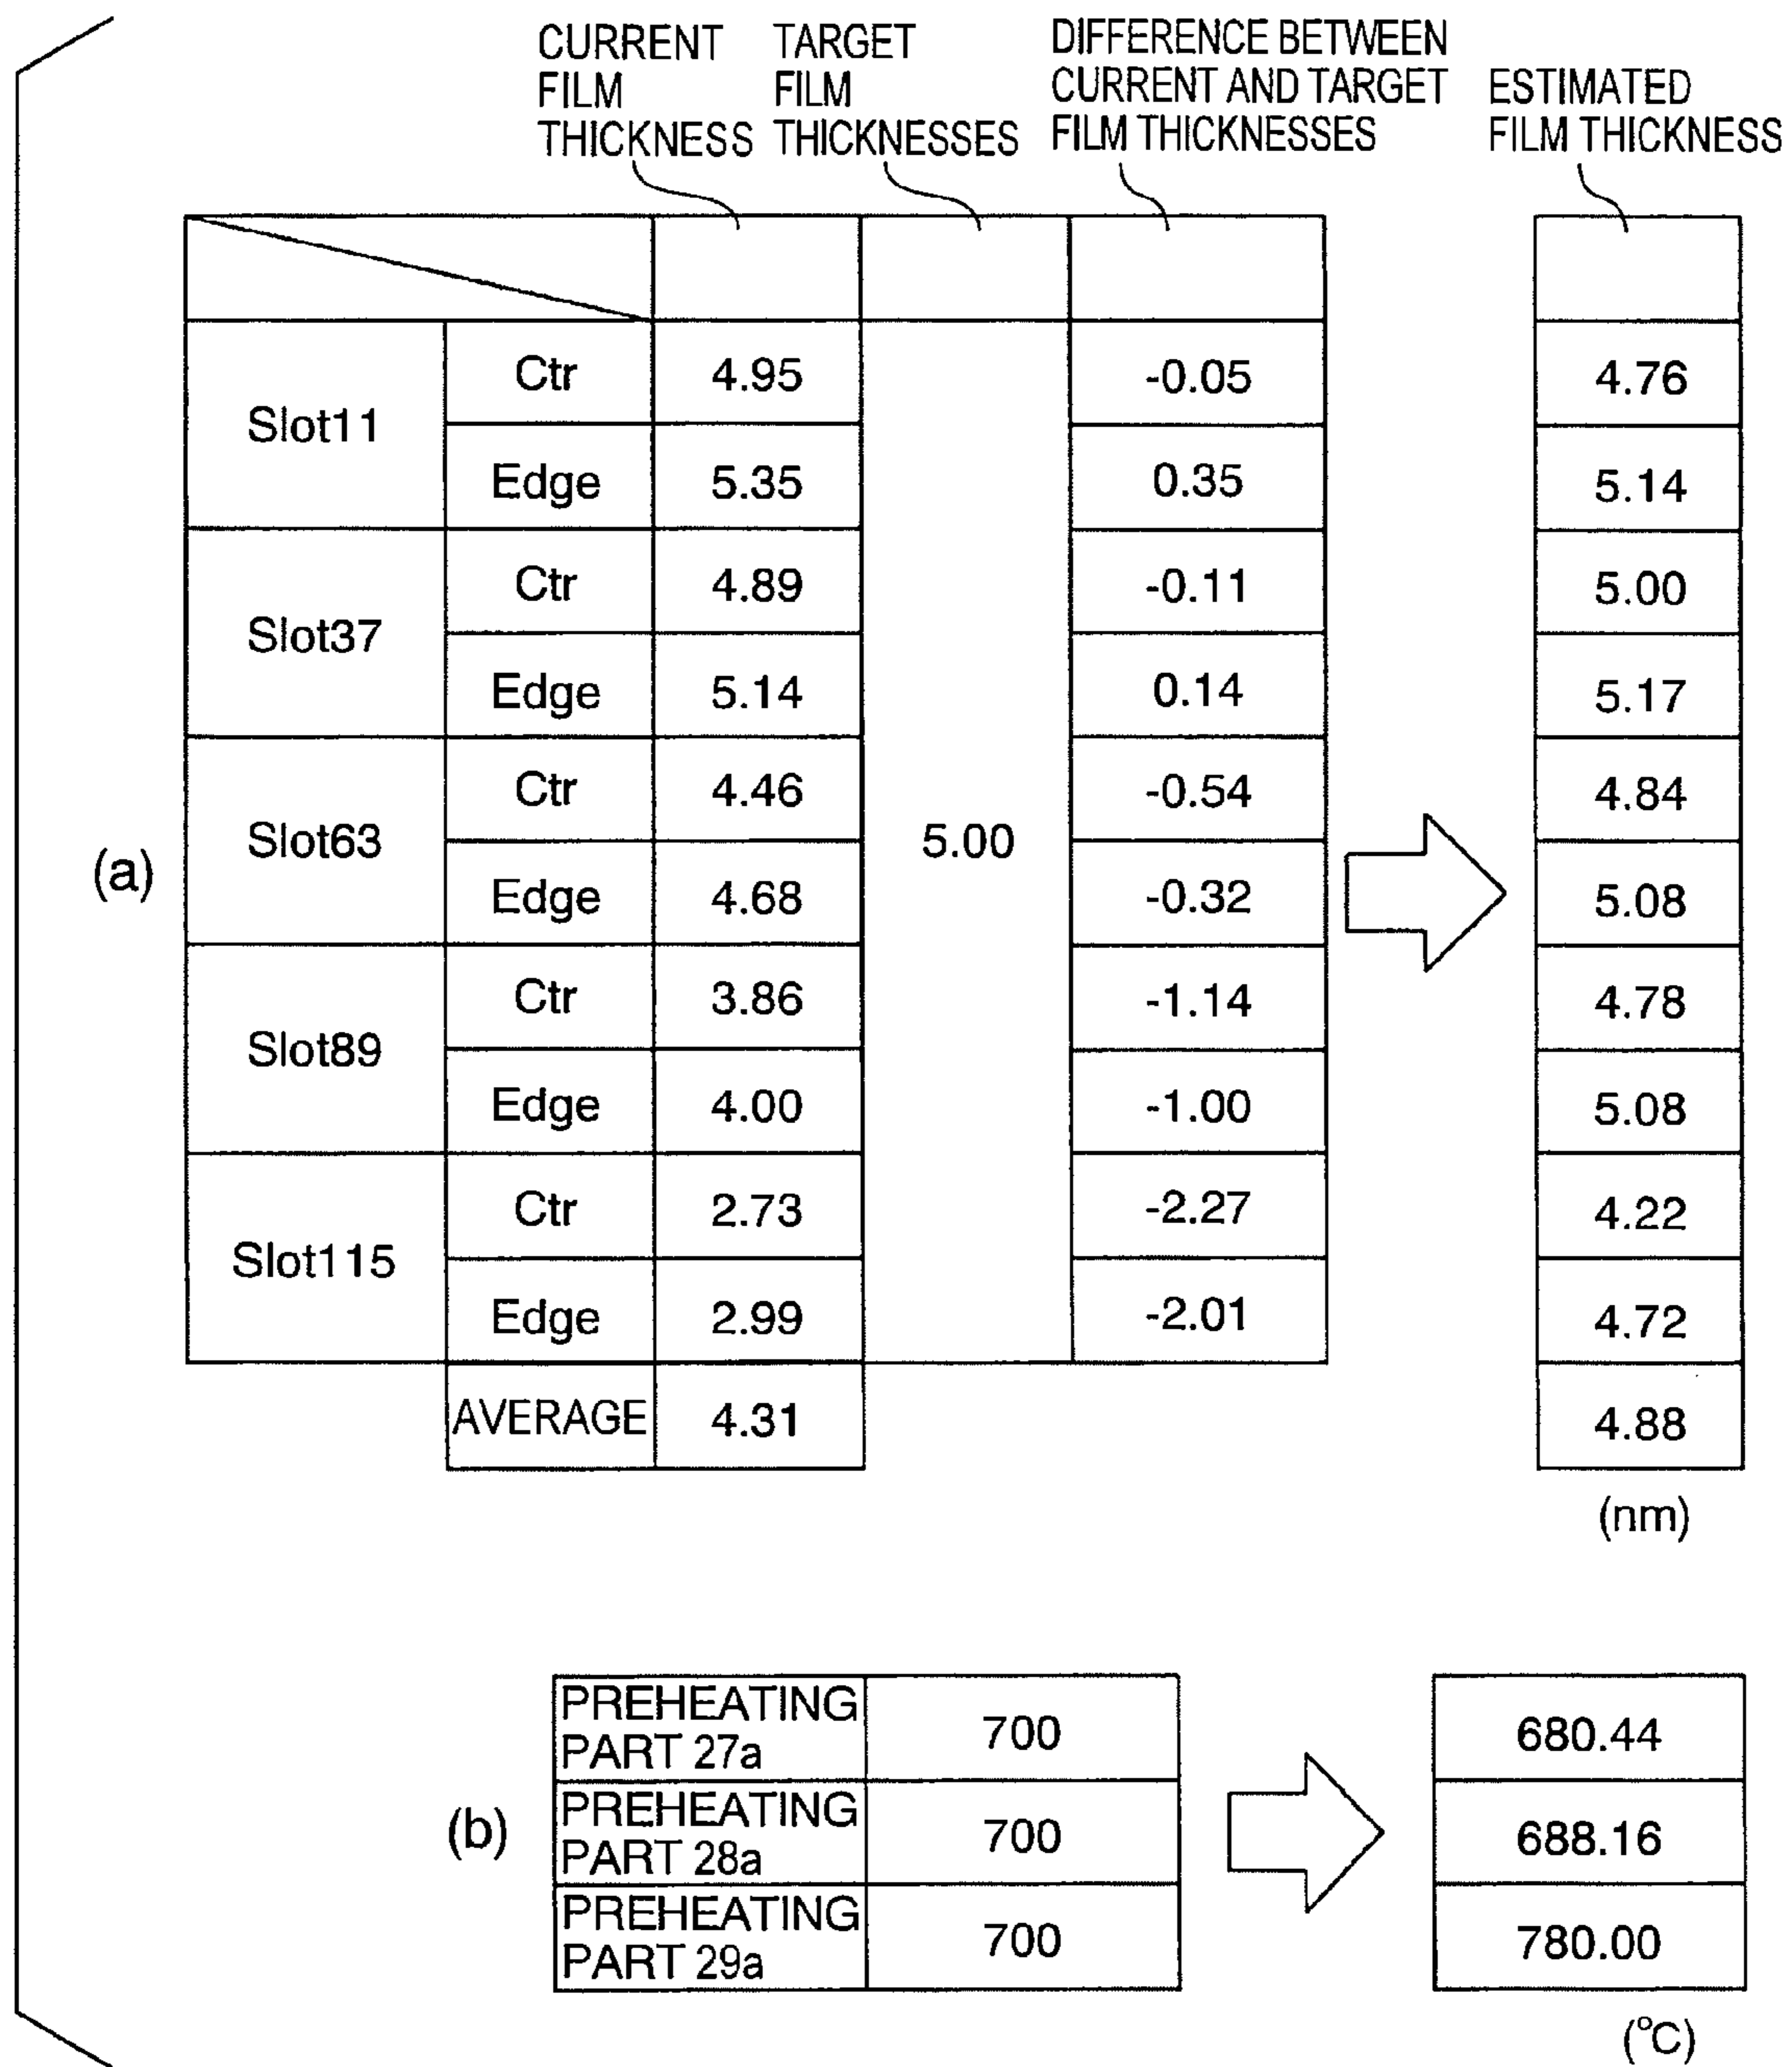 CURRENT
FILM
THICKNESS
TARGET
FILM
THICKNESSES
DIFFERENCE BETWEEN
CURRENT AND TARGET
FILM THICKNESSES
ESTIMATED
FILM THICKNESS
(a)
Slot11
Ctr
4.95
-0.05
4.76
Edge
5.35
0.35
5.14
Slot37
Ctr
4.89
-0.11
5.00
Edge
5.14
0.14
5.17
Slot63
Ctr
4.46
-0.54
4.84
5.00
Edge
4.68
-0.32
5.08
Slot89
Ctr
3.86
-1.14
4.78
Edge
4.00
-1.00
5.08
Slot115
Ctr
2.73
-2.27
4.22
Edge
2.99
-2.01
4.72
AVERAGE
4.31
4.88
(nm)
(b)
PREHEATING
PART 27a
700
680.44
PREHEATING
PART 28a
700
688.16
PREHEATING
PART 29a
700
780.00
(°C)